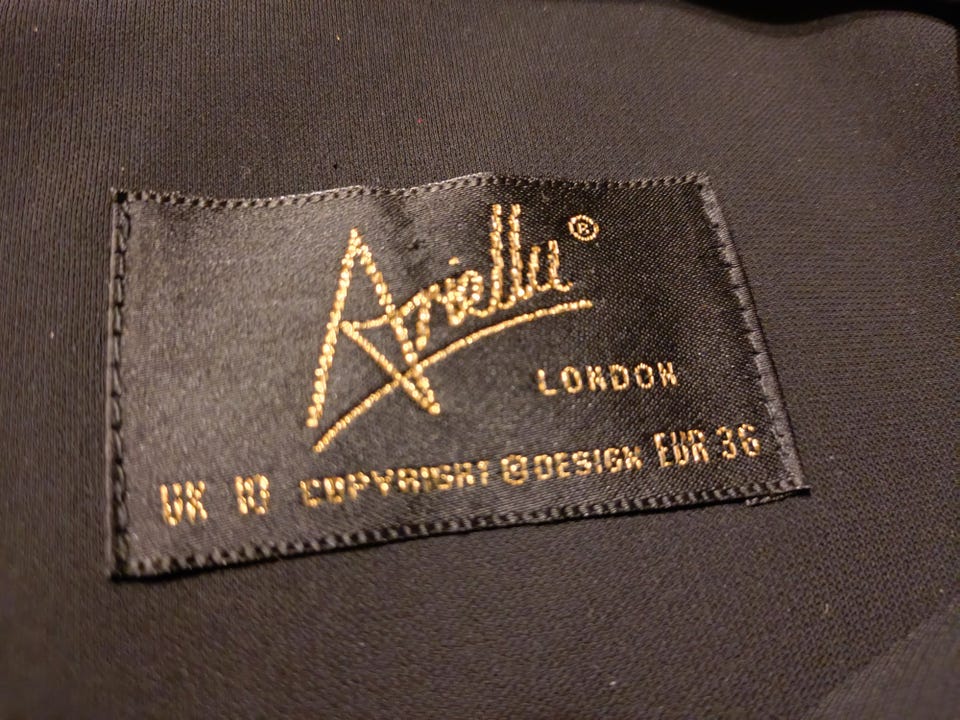 Ariella®
LONDON
UK 10 COPYRIGHT @ DESIGN EUR 36